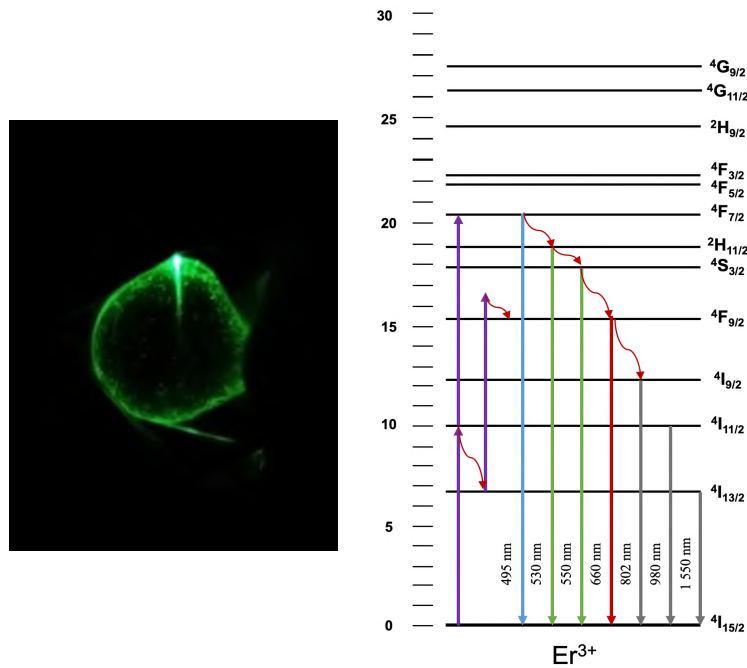 30
25
20
15
10
5
0
⁴G₉/₂
⁴G₁₁/₂
²H₉/₂
⁴F₃/₂
⁴F₅/₂
⁴F₇/₂
²H₁₁/₂
⁴S₃/₂
⁴F₉/₂
⁴I₉/₂
⁴I₁₁/₂
⁴I₁₃/₂
⁴I₁₅/₂
495 nm
530 nm
550 nm
660 nm
802 nm
980 nm
1 550 nm
Er³⁺